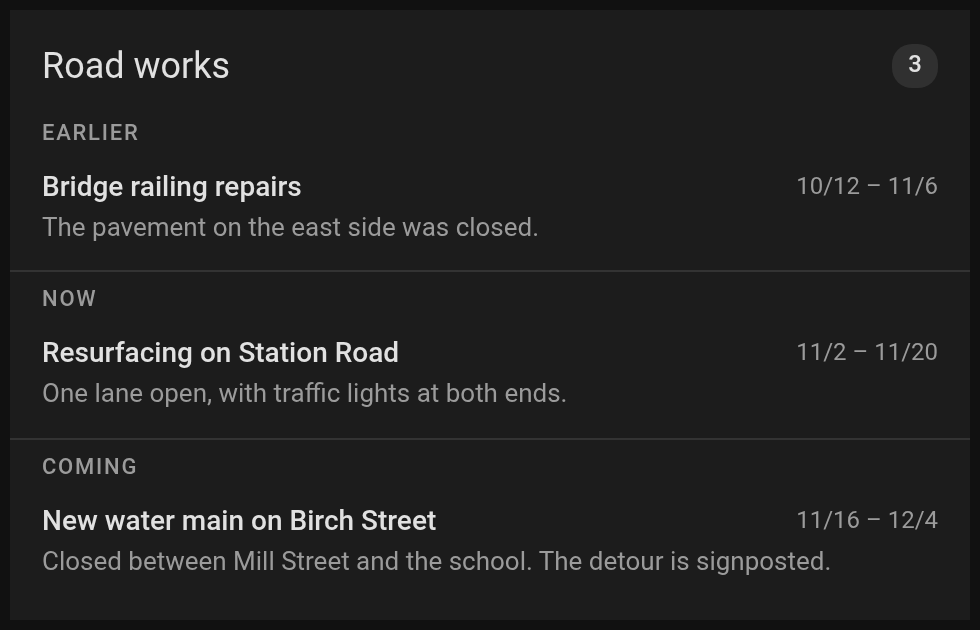 Road works
3
EARLIER
Bridge railing repairs
10/12 – 11/6
The pavement on the east side was closed.
NOW
Resurfacing on Station Road
11/2 – 11/20
One lane open, with traffic lights at both ends.
COMING
New water main on Birch Street
11/16 – 12/4
Closed between Mill Street and the school. The detour is signposted.